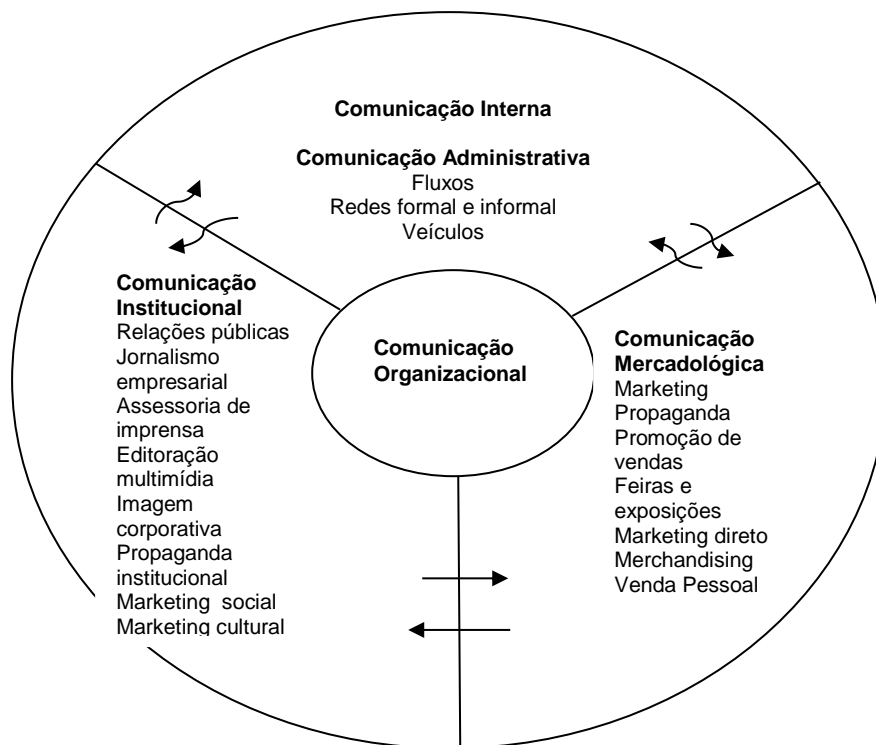 Comunicação Interna
Comunicação Administrativa
Fluxos
Redes formal e informal
Veículos
Comunicação
Institucional
Relações públicas
Jornalismo
empresarial
Assessoria de
imprensa
Editoração
multimídia
Imagem
corporativa
Propaganda
institucional
Marketing  social
Marketing cultural
Comunicação
Organizacional
Comunicação
Mercadológica
Marketing
Propaganda
Promoção de
vendas
Feiras e
exposições
Marketing direto
Merchandising
Venda Pessoal